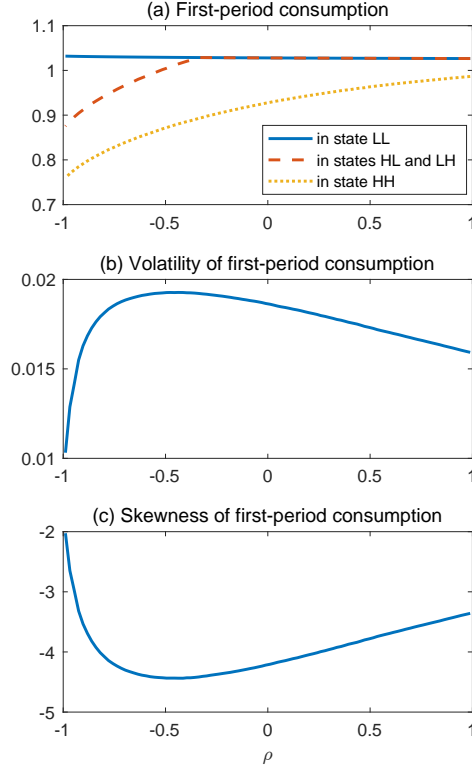 (a) First-period consumption
1.1
1
0.9
0.8
0.7
in state LL
in states HL and LH
in state HH
-1 -0.5 0 0.5 1
(b) Volatility of first-period consumption
0.02
0.015
0.01
-1 -0.5 0 0.5 1
(c) Skewness of first-period consumption
-2
-3
-4
-5
-1 -0.5 0 0.5 1
ρ